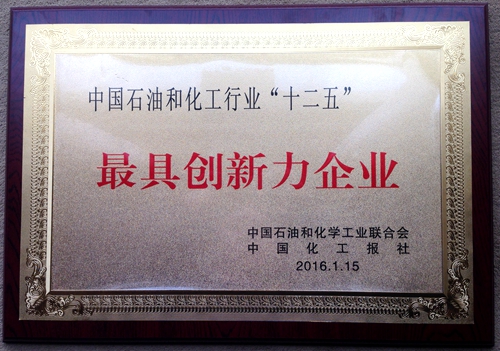 中国石油和化工行业“十二五”
最具创新力企业
中国石油和化学工业联合会
中国化工报社
2016.1.15